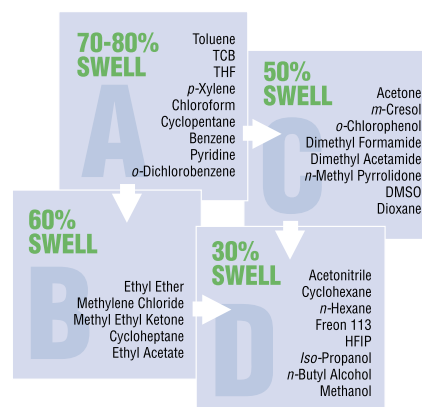 70-80%
SWELL
A
Toluene
TCB
THF
p-Xylene
Chloroform
Cyclopentane
Benzene
Pyridine
o-Dichlorobenzene
50%
SWELL
C
Acetone
m-Cresol
o-Chlorophenol
Dimethyl Formamide
Dimethyl Acetamide
n-Methyl Pyrrolidone
DMSO
Dioxane
60%
SWELL
B
Ethyl Ether
Methylene Chloride
Methyl Ethyl Ketone
Cycloheptane
Ethyl Acetate
30%
SWELL
D
Acetonitrile
Cyclohexane
n-Hexane
Freon 113
HFIP
Iso-Propanol
n-Butyl Alcohol
Methanol